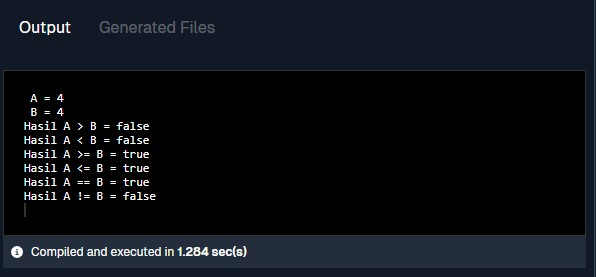 Output Generated Files
A = 4
B = 4
Hasil A > B = false
Hasil A < B = false
Hasil A >= B = true
Hasil A <= B = true
Hasil A == B = true
Hasil A != B = false
Compiled and executed in 1.284 sec(s)